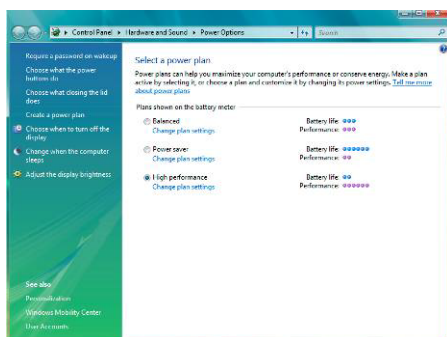 Control Panel ▸ Hardware and Sound ▸ Power Options
Search
Require a password on wakeup
Choose what the power
buttons do
Choose what closing the lid
does
Create a power plan
Choose when to turn off the
display
Change when the computer
sleeps
Adjust the display brightness
Select a power plan
Power plans can help you maximize your computer's performance or conserve energy. Make a plan
active by selecting it, or choose a plan and customize it by changing its power settings. Tell me more
about power plans
Plans shown on the battery meter
Balanced
Battery life:
Change plan settings
Performance:
Power saver
Battery life:
Change plan settings
Performance:
High performance
Battery life:
Change plan settings
Performance:
See also
Personalization
Windows Mobility Center
User Accounts